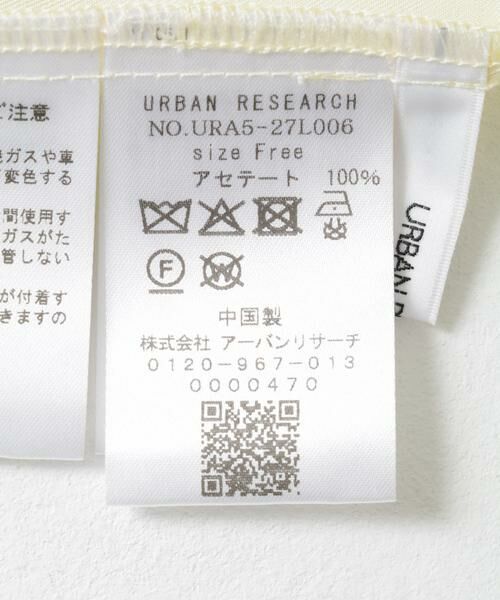 ご注意
ガスや車
変色する
間使用す
ガスがた
管しない
が付着す
きますの
URBAN RESEARCH
NO.URA5-27L006
size Free
アセテート 100%
F
W
中国製
株式会社 アーバンリサーチ
0120-967-013
0000470
URBAN